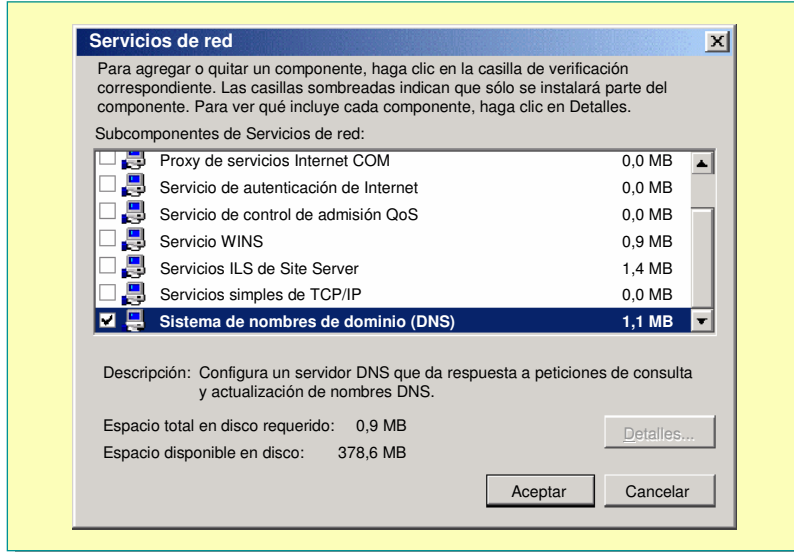 Servicios de red
Para agregar o quitar un componente, haga clic en la casilla de verificación
correspondiente. Las casillas sombreadas indican que sólo se instalará parte del
componente. Para ver qué incluye cada componente, haga clic en Detalles.
Subcomponentes de Servicios de red:
Proxy de servicios Internet COM 0,0 MB
Servicio de autenticación de Internet 0,0 MB
Servicio de control de admisión QoS 0,0 MB
Servicio WINS 0,9 MB
Servicios ILS de Site Server 1,4 MB
Servicios simples de TCP/IP 0,0 MB
Sistema de nombres de dominio (DNS) 1,1 MB
Descripción: Configura un servidor DNS que da respuesta a peticiones de consulta
y actualización de nombres DNS.
Espacio total en disco requerido: 0,9 MB
Detalles...
Espacio disponible en disco: 378,6 MB
Aceptar Cancelar